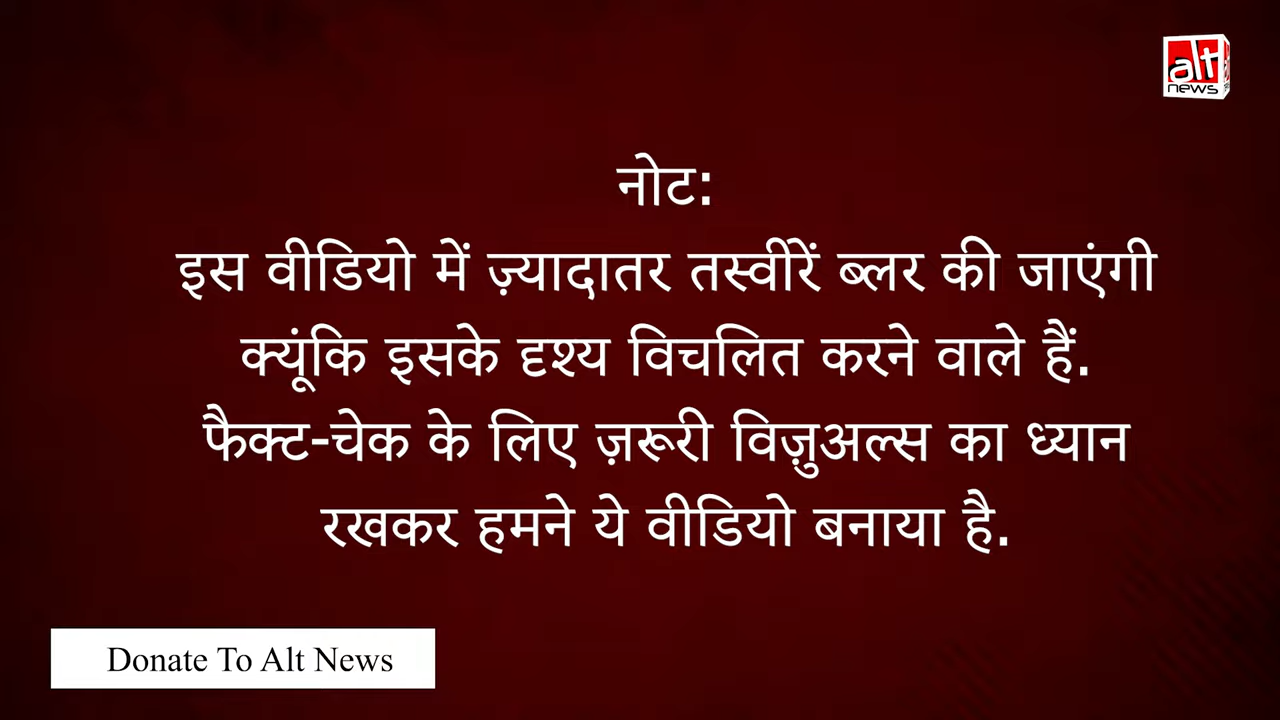 alt
news
नोट:
इस वीडियो में ज़्यादातर तस्वीरें ब्लर की जाएंगी
क्यूंकि इसके दृश्य विचलित करने वाले हैं.
फैक्ट-चेक के लिए ज़रूरी विज़ुअल्स का ध्यान
रखकर हमने ये वीडियो बनाया है.
Donate To Alt News